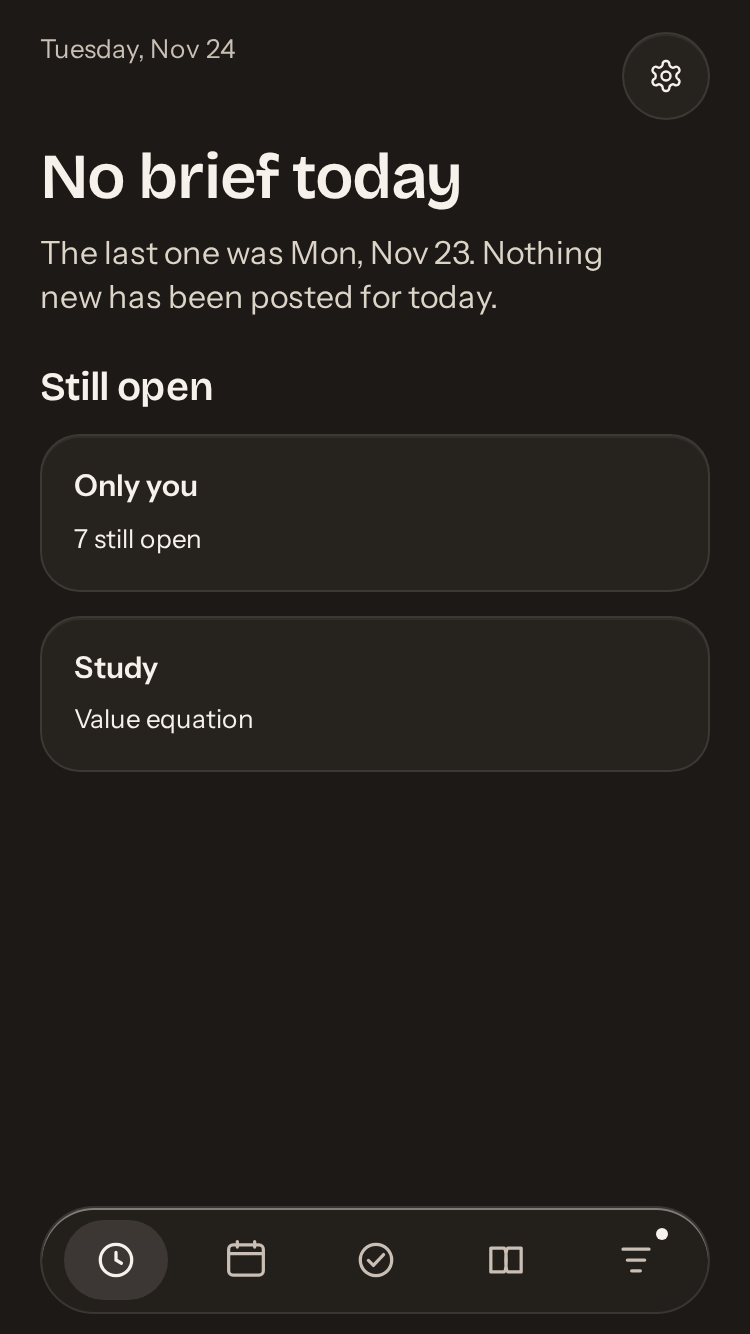 Tuesday, Nov 24
No brief today
The last one was Mon, Nov 23. Nothing
new has been posted for today.
Still open
Only you
7 still open
Study
Value equation